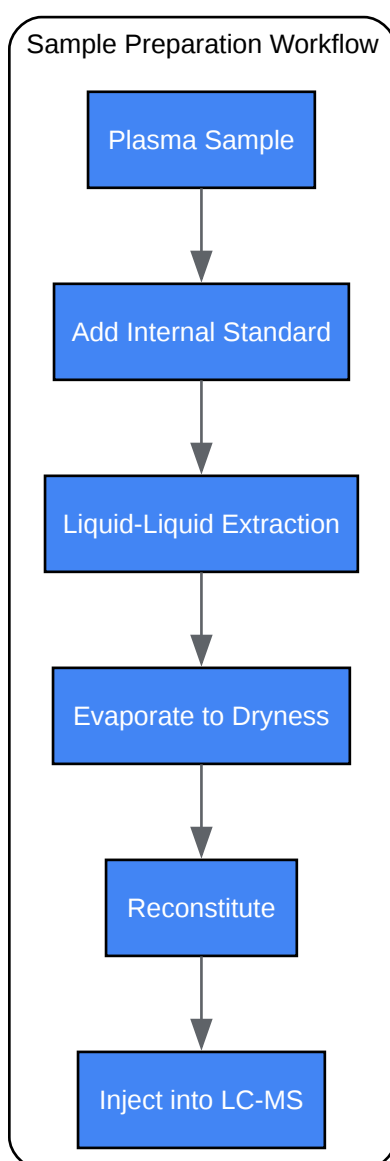 Sample Preparation Workflow
Plasma Sample
Add Internal Standard
Liquid-Liquid Extraction
Evaporate to Dryness
Reconstitute
Inject into LC-MS